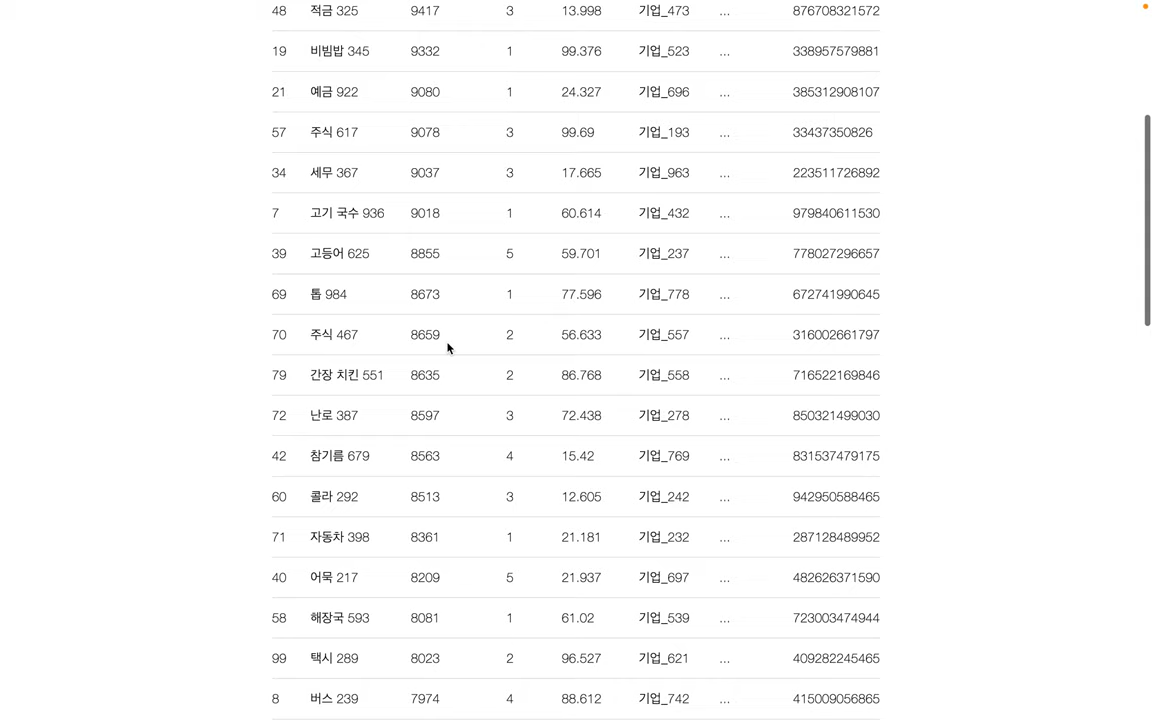 48 적금 325 9417 3 13.998 기업_473 ... 876708321572
19 비빔밥 345 9332 1 99.376 기업_523 ... 338957579881
21 예금 922 9080 1 24.327 기업_696 ... 385312908107
57 주식 617 9078 3 99.69 기업_193 ... 33437350826
34 세무 367 9037 3 17.665 기업_963 ... 223511726892
7 고기 국수 936 9018 1 60.614 기업_432 ... 979840611530
39 고등어 625 8855 5 59.701 기업_237 ... 778027296657
69 톱 984 8673 1 77.596 기업_778 ... 672741990645
70 주식 467 8659 2 56.633 기업_557 ... 316002661797
79 간장 치킨 551 8635 2 86.768 기업_558 ... 716522169846
72 난로 387 8597 3 72.438 기업_278 ... 850321499030
42 참기름 679 8563 4 15.42 기업_769 ... 831537479175
60 콜라 292 8513 3 12.605 기업_242 ... 942950588465
71 자동차 398 8361 1 21.181 기업_232 ... 287128489952
40 어묵 217 8209 5 21.937 기업_697 ... 482626371590
58 해장국 593 8081 1 61.02 기업_539 ... 723003474944
99 택시 289 8023 2 96.527 기업_621 ... 409282245465
8 버스 239 7974 4 88.612 기업_742 ... 415009056865